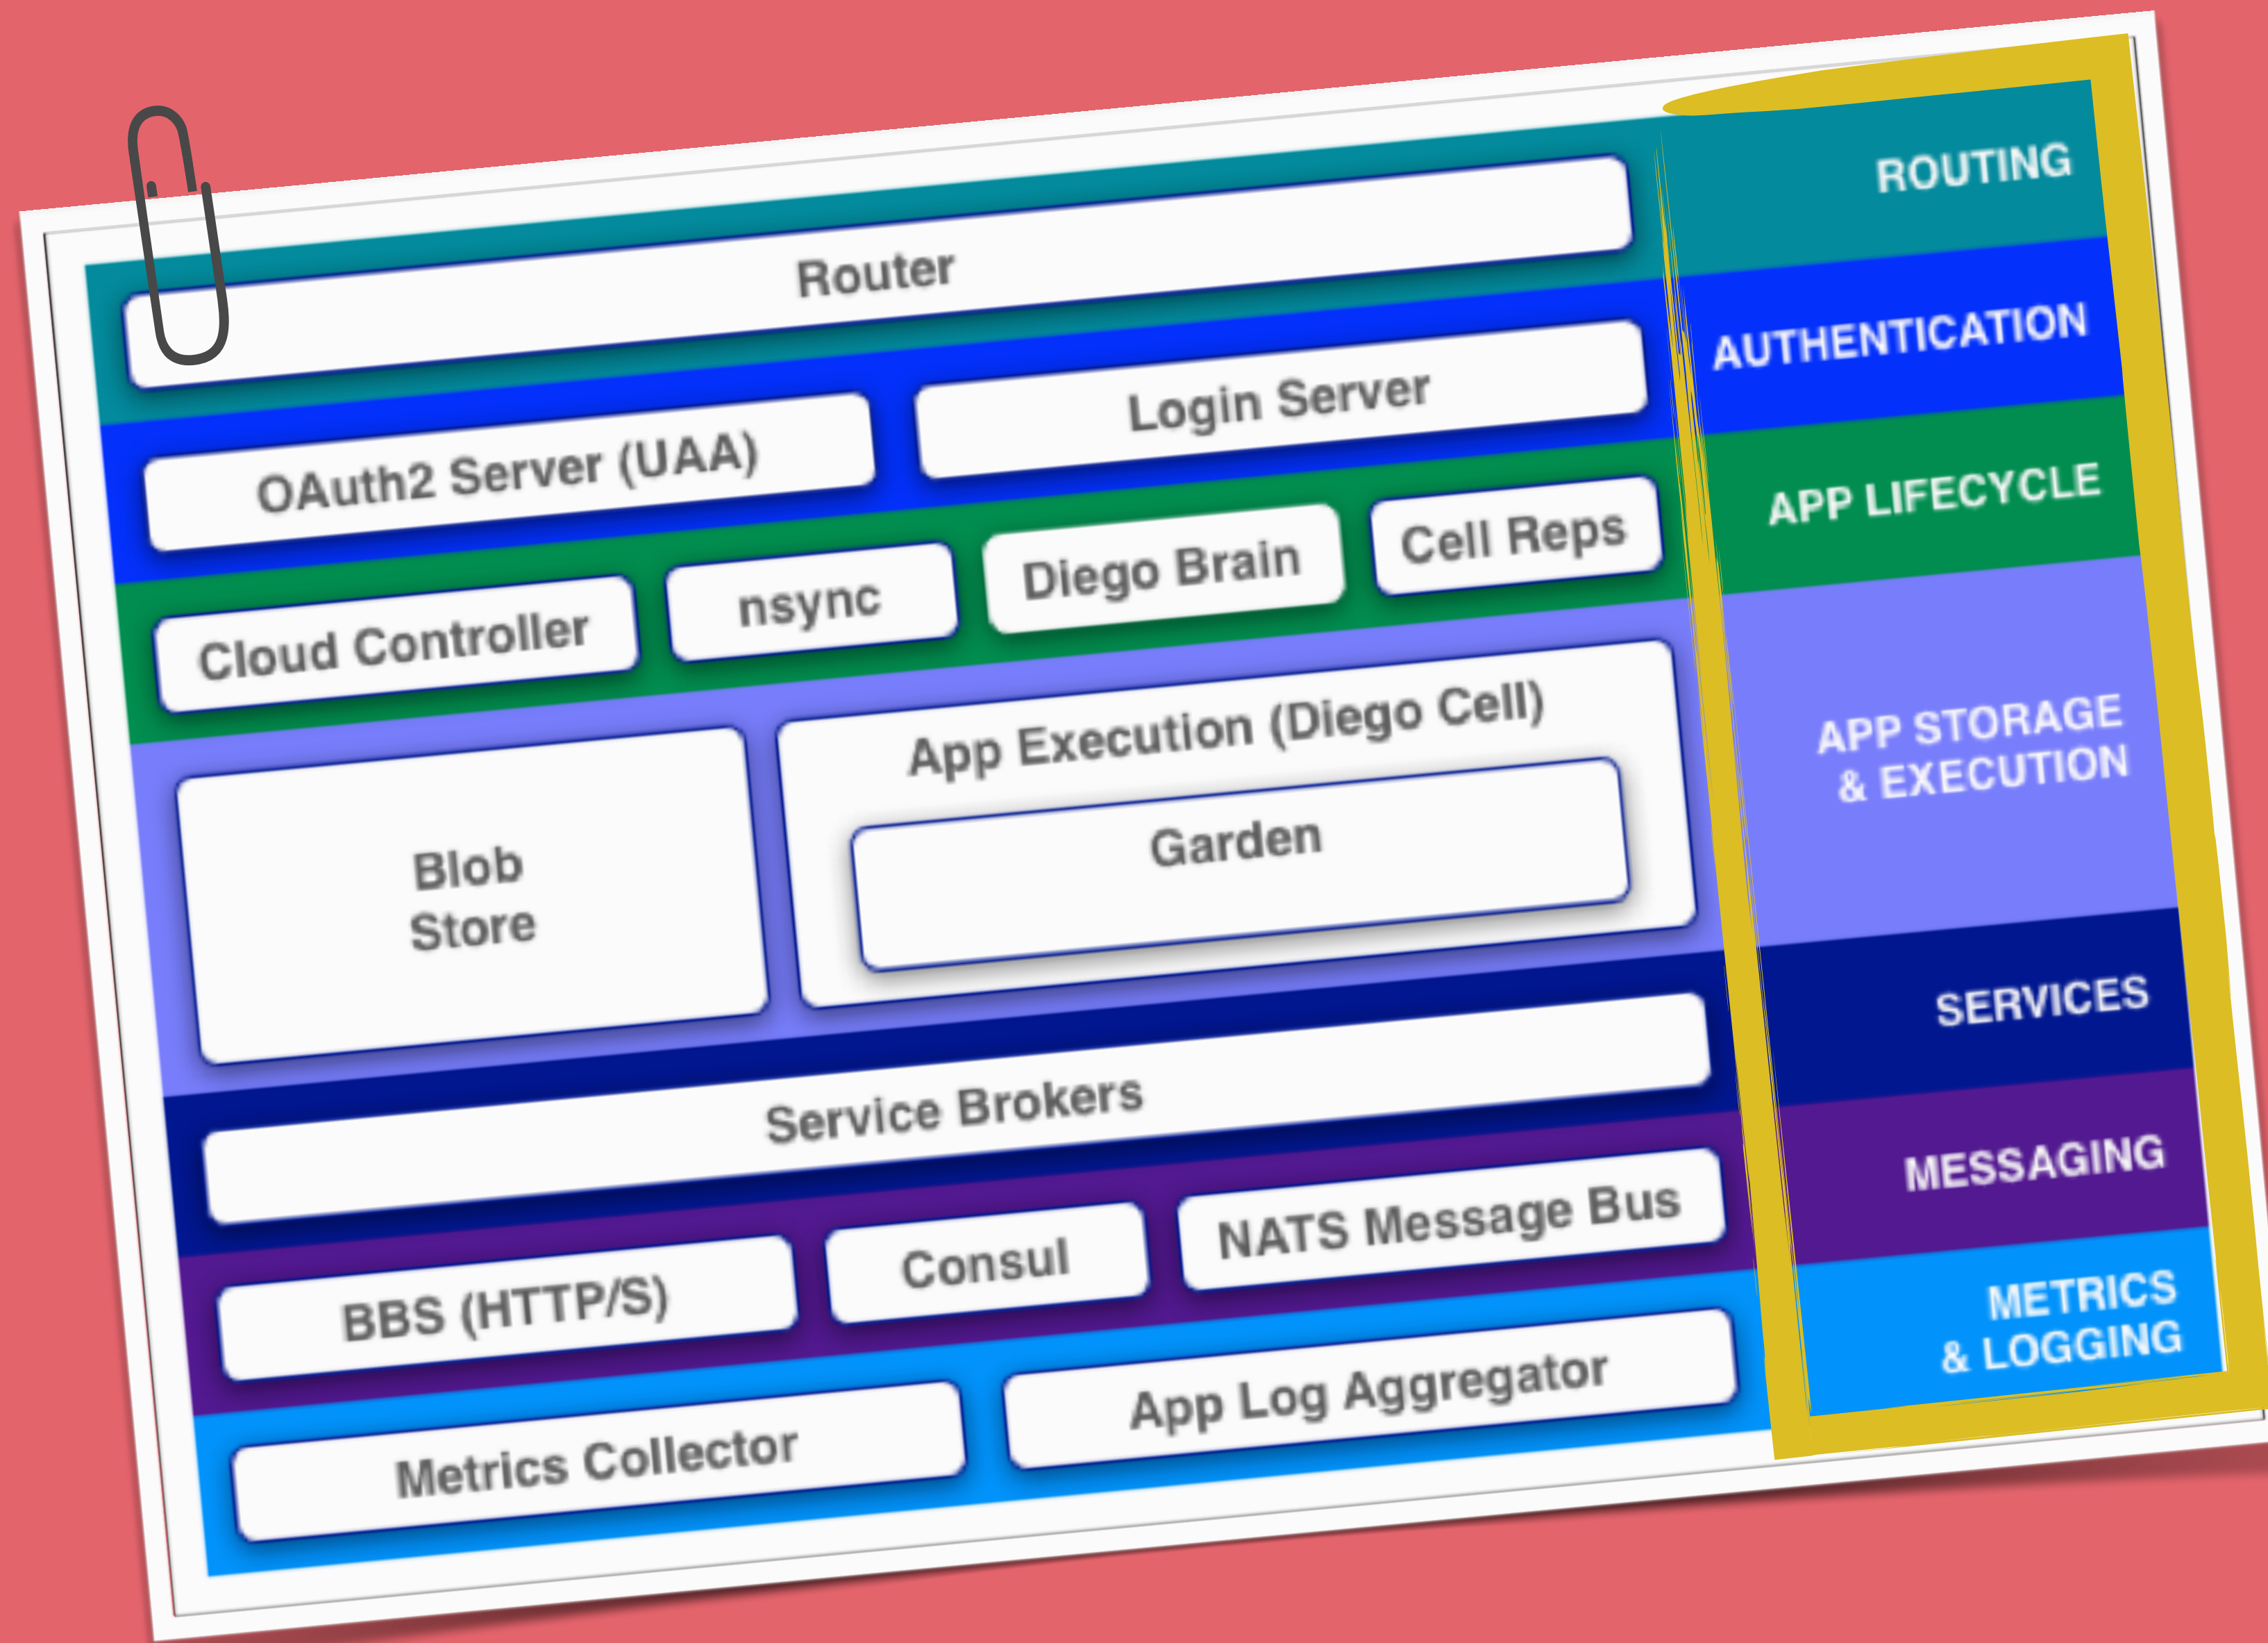 Router
ROUTING
OAuth2 Server (UAA)
Login Server
AUTHENTICATION
Cloud Controller
nsync
Diego Brain
Cell Reps
APP LIFECYCLE
Blob
Store
App Execution (Diego Cell)
Garden
APP STORAGE
& EXECUTION
Service Brokers
SERVICES
BBS (HTTP/S)
Consul
NATS Message Bus
MESSAGING
Metrics Collector
App Log Aggregator
METRICS
& LOGGING